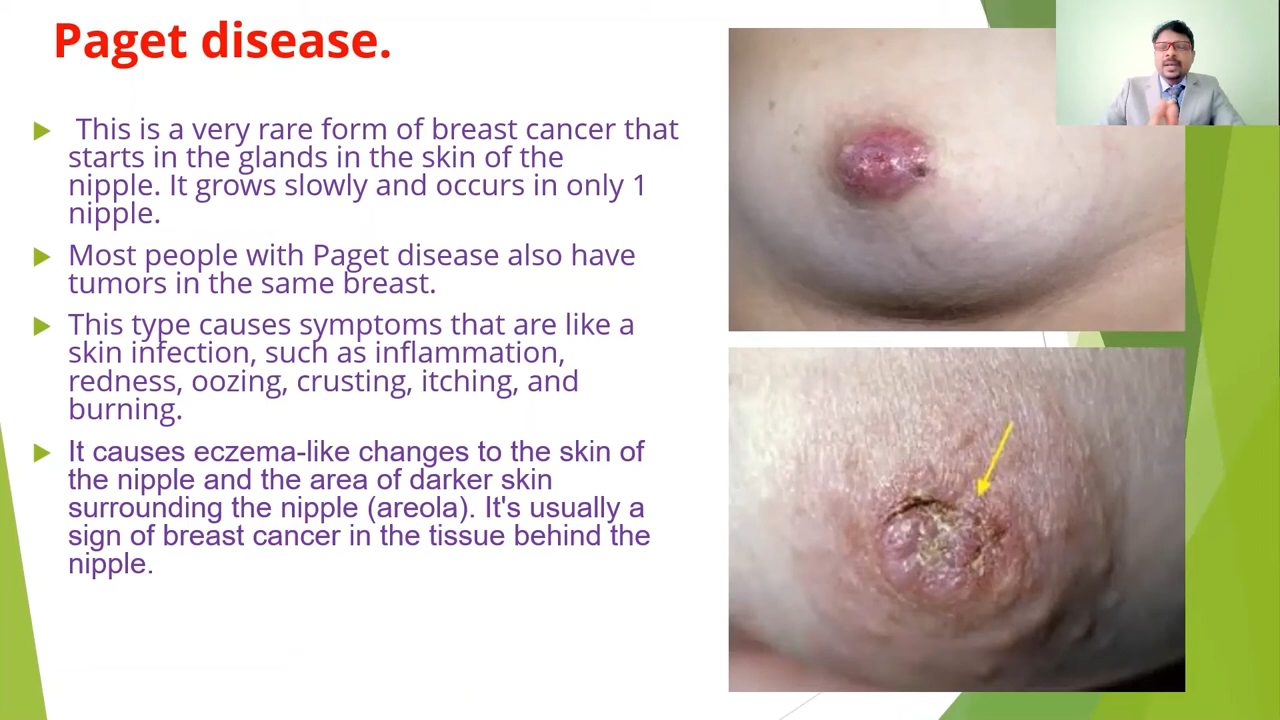 Paget disease.
This is a very rare form of breast cancer that
starts in the glands in the skin of the
nipple. It grows slowly and occurs in only 1
nipple.
Most people with Paget disease also have
tumors in the same breast.
This type causes symptoms that are like a
skin infection, such as inflammation,
redness, oozing, crusting, itching, and
burning.
It causes eczema-like changes to the skin of
the nipple and the area of darker skin
surrounding the nipple (areola). It's usually a
sign of breast cancer in the tissue behind the
nipple.